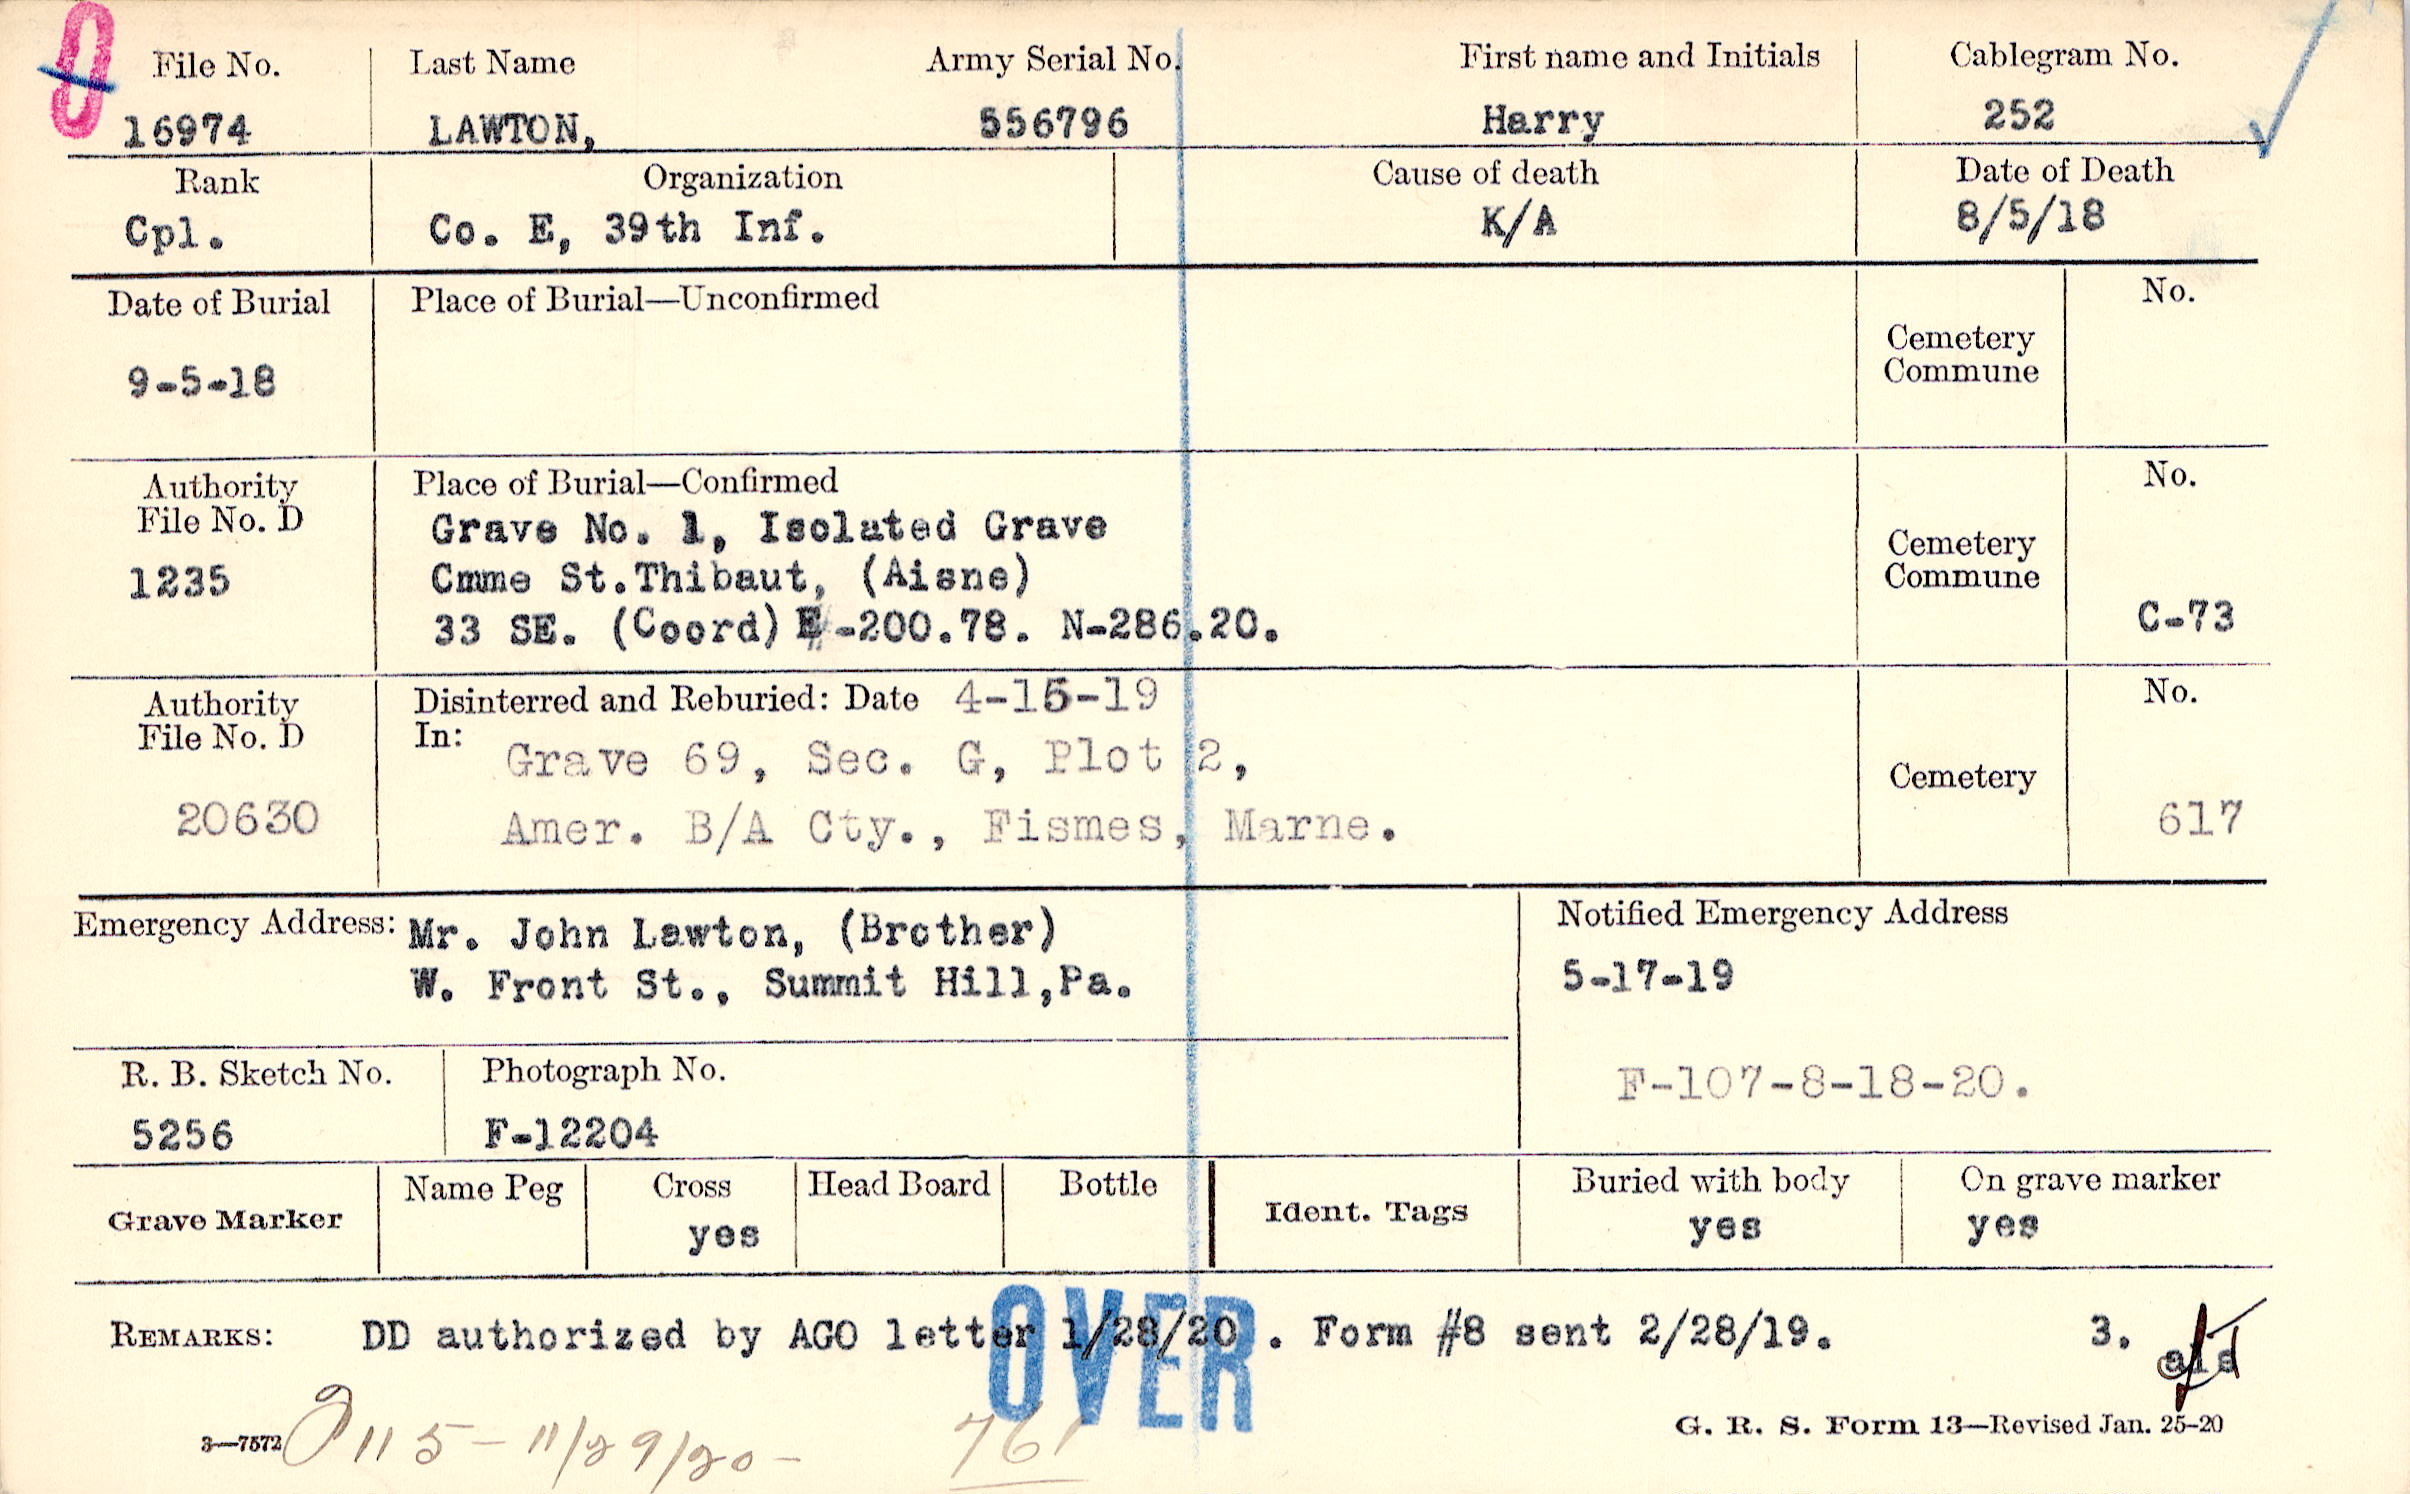 0
File No. Last Name Army Serial No. First name and Initials Cablegram No.
16974 LAWTON, 556796 Harry 252
Rank Organization Cause of death Date of Death
Cpl. Co. E, 39th Inf. K/A 8/5/18
Date of Burial Place of Burial—Unconfirmed No.
Cemetery
Commune
9-5-18
Authority Place of Burial—Confirmed No.
File No. D Grave No. 1, Isolated Grave
Cemetery
1235 Cmme St.Thibaut, (Aisne) Commune
33 SE. (Coord) E-200.78. N-286.20. C-73
Authority Disinterred and Reburied: Date 4-15-19 No.
File No. D In: Grave 69, Sec. G, Plot 2,
Cemetery
20630 Amer. B/A Cty., Fismes, Marne. 617
Emergency Address: Mr. John Lawton, (Brother) Notified Emergency Address
W. Front St., Summit Hill,Pa. 5-17-19
R. B. Sketch No. Photograph No. F-107-8-18-20.
5256 F-12204
Grave Marker Name Peg Cross Head Board Bottle Ident. Tags Buried with body On grave marker
yes yes yes
REMARKS: DD authorized by AGO letter 1/28/20 . Form #8 sent 2/28/19. 3.
OVER
3—7572 115 - 11/29/20 - 761 G. R. S. Form 13—Revised Jan. 25-20